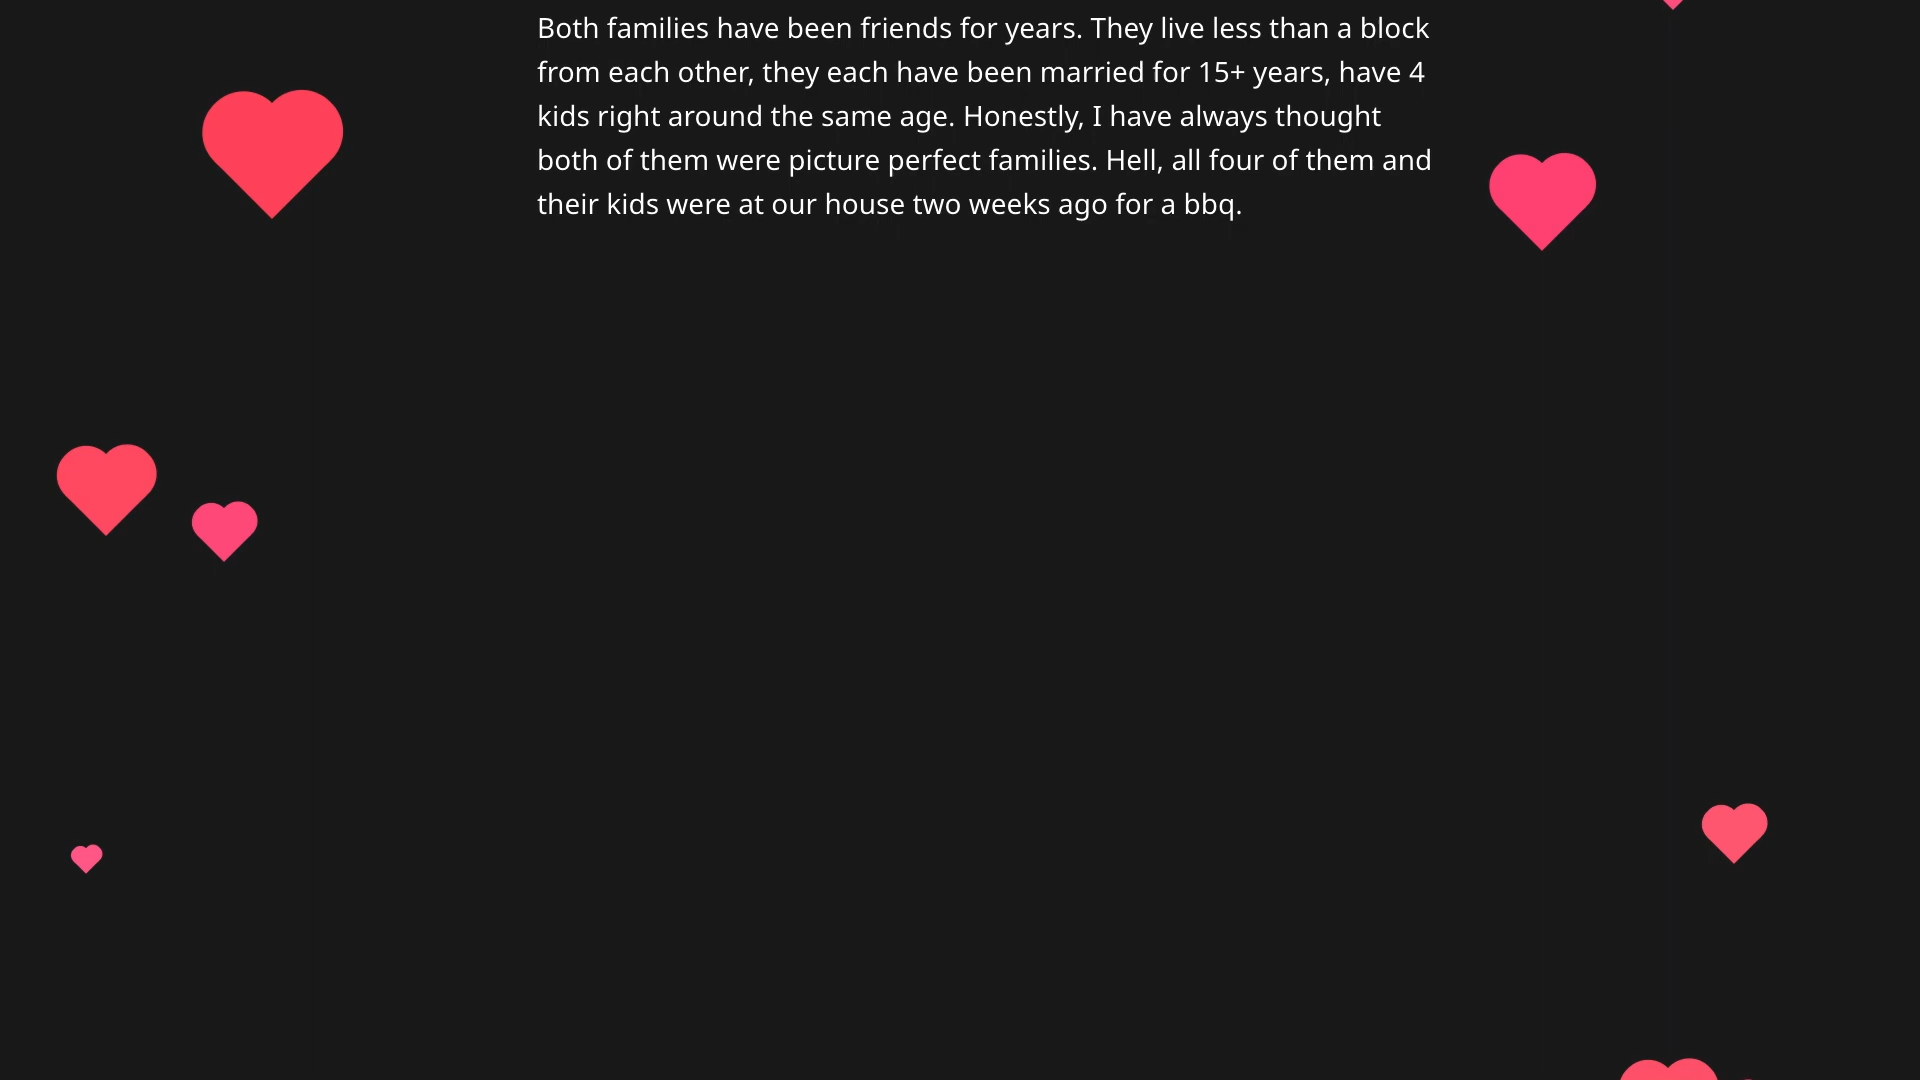 Both families have been friends for years. They live less than a block
from each other, they each have been married for 15+ years, have 4
kids right around the same age. Honestly, I have always thought
both of them were picture perfect families. Hell, all four of them and
their kids were at our house two weeks ago for a bbq.